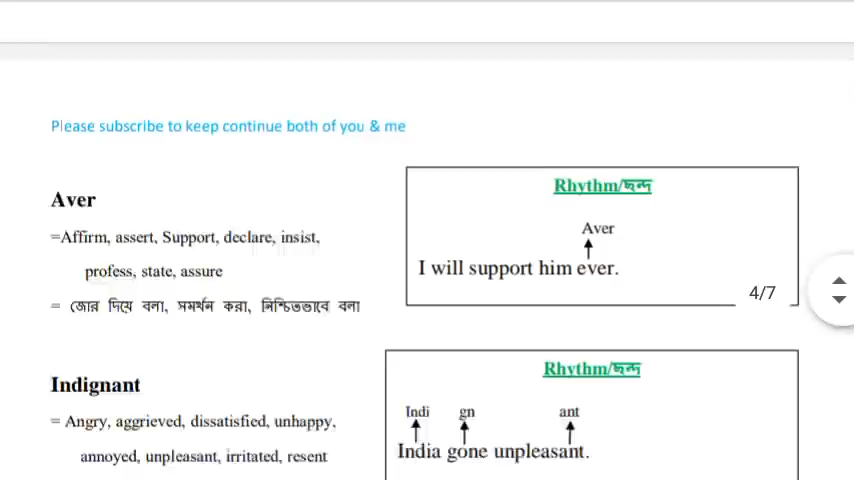 Please subscribe to keep continue both of you & me
Aver
=Affirm, assert, Support, declare, insist,
profess, state, assure
= জোর দিয়ে বলা, সমর্থন করা, নিশ্চিতভাবে বলা
Rhythm/ছন্দ
Aver
I will support him ever.
4/7
Indignant
= Angry, aggrieved, dissatisfied, unhappy,
annoyed, unpleasant, irritated, resent
Rhythm/ছন্দ
Indi gn ant
India gone unpleasant.